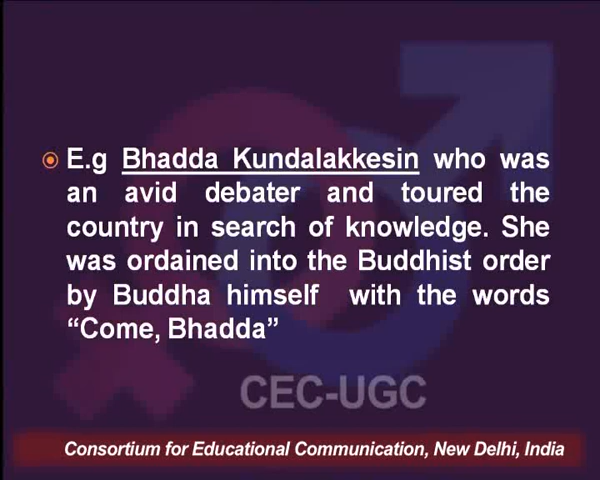 E.g Bhadda Kundalakkesin who was
an avid debater and toured the
country in search of knowledge. She
was ordained into the Buddhist order
by Buddha himself with the words
“Come, Bhadda”
CEC-UGC
Consortium for Educational Communication, New Delhi, India